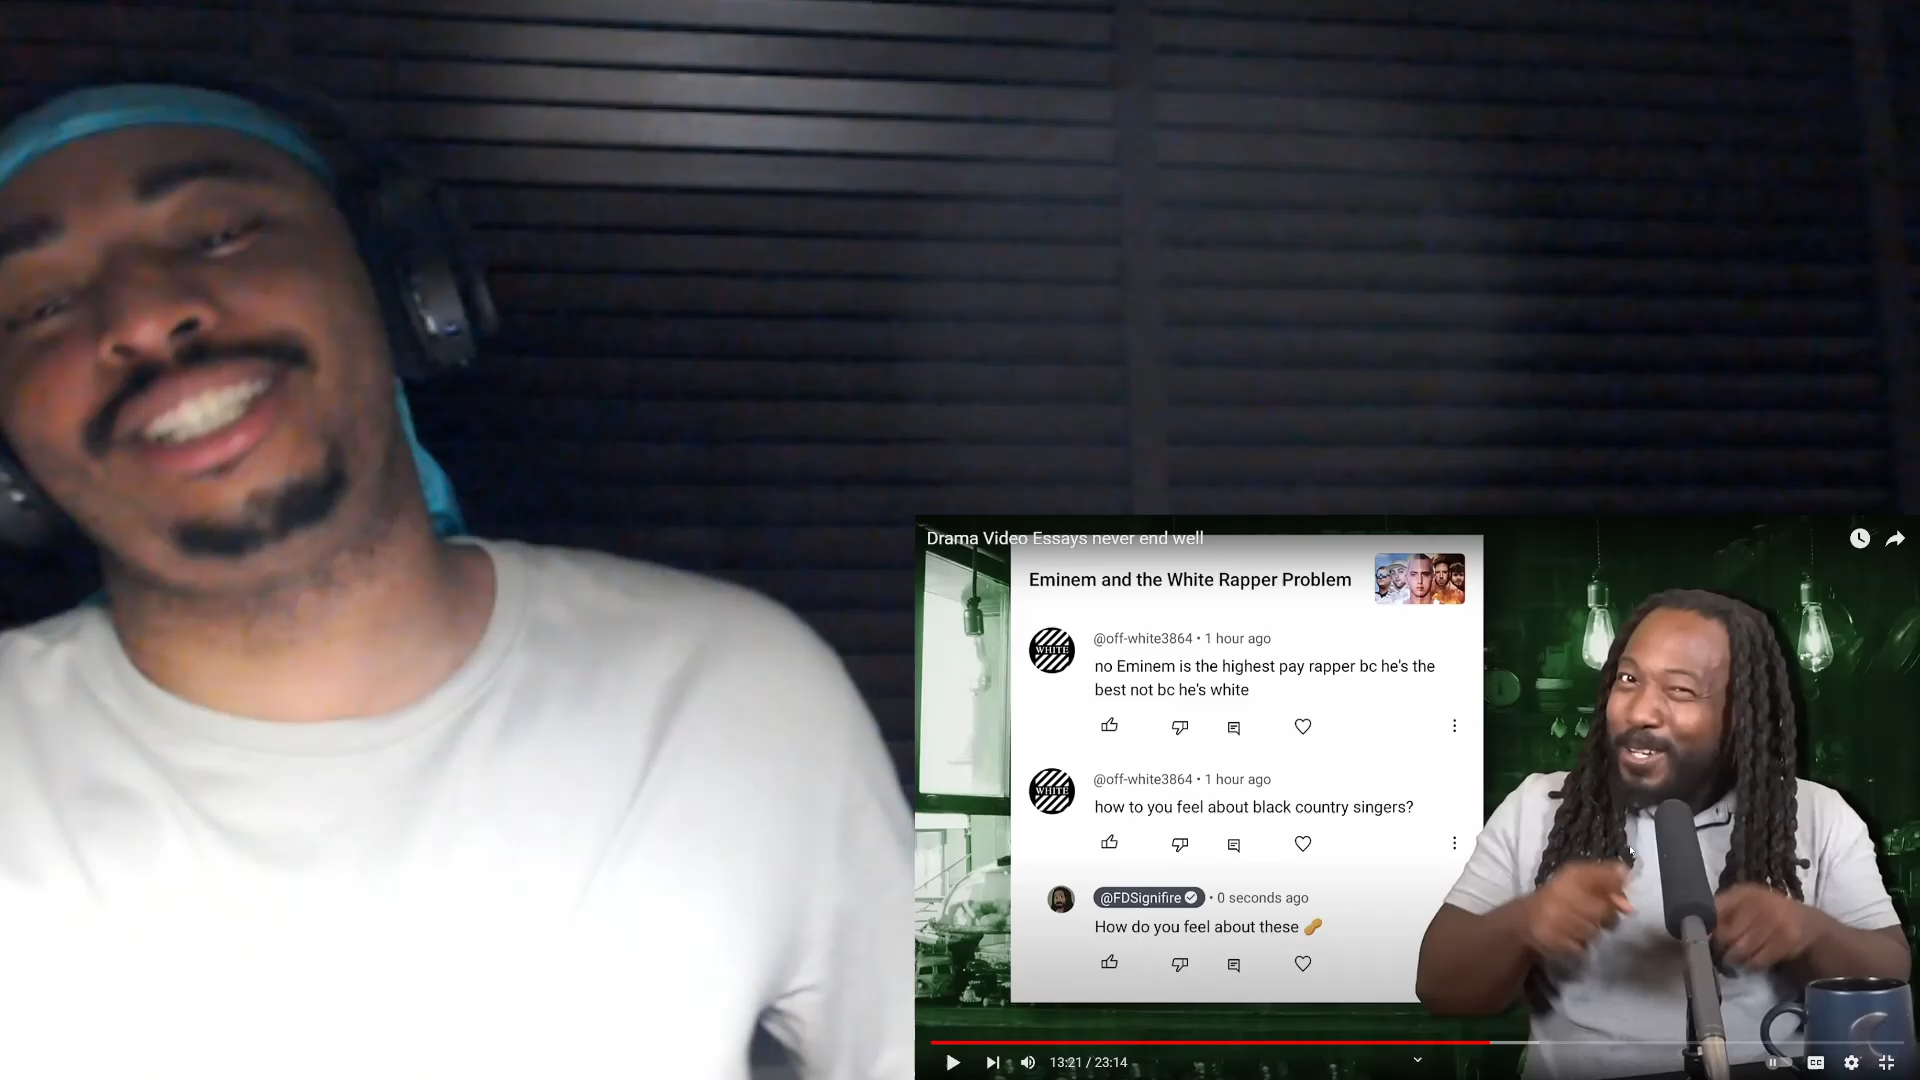 Drama Video Essays never end well
Eminem and the White Rapper Problem
WHITE
@off-white3864 • 1 hour ago
no Eminem is the highest pay rapper bc he's the
best not bc he's white
WHITE
@off-white3864 • 1 hour ago
how to you feel about black country singers?
@FDSignifire • 0 seconds ago
How do you feel about these 🥜
13:21 / 23:14
CC